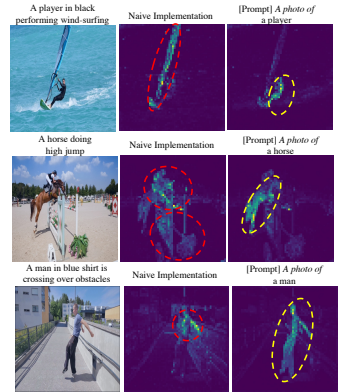 A player in black
performing wind-surfing
Naive Implementation
[Prompt] A photo of
a player
A horse doing
high jump
Naive Implementation
[Prompt] A photo of
a horse
A man in blue shirt is
crossing over obstacles
Naive Implementation
[Prompt] A photo of
a man